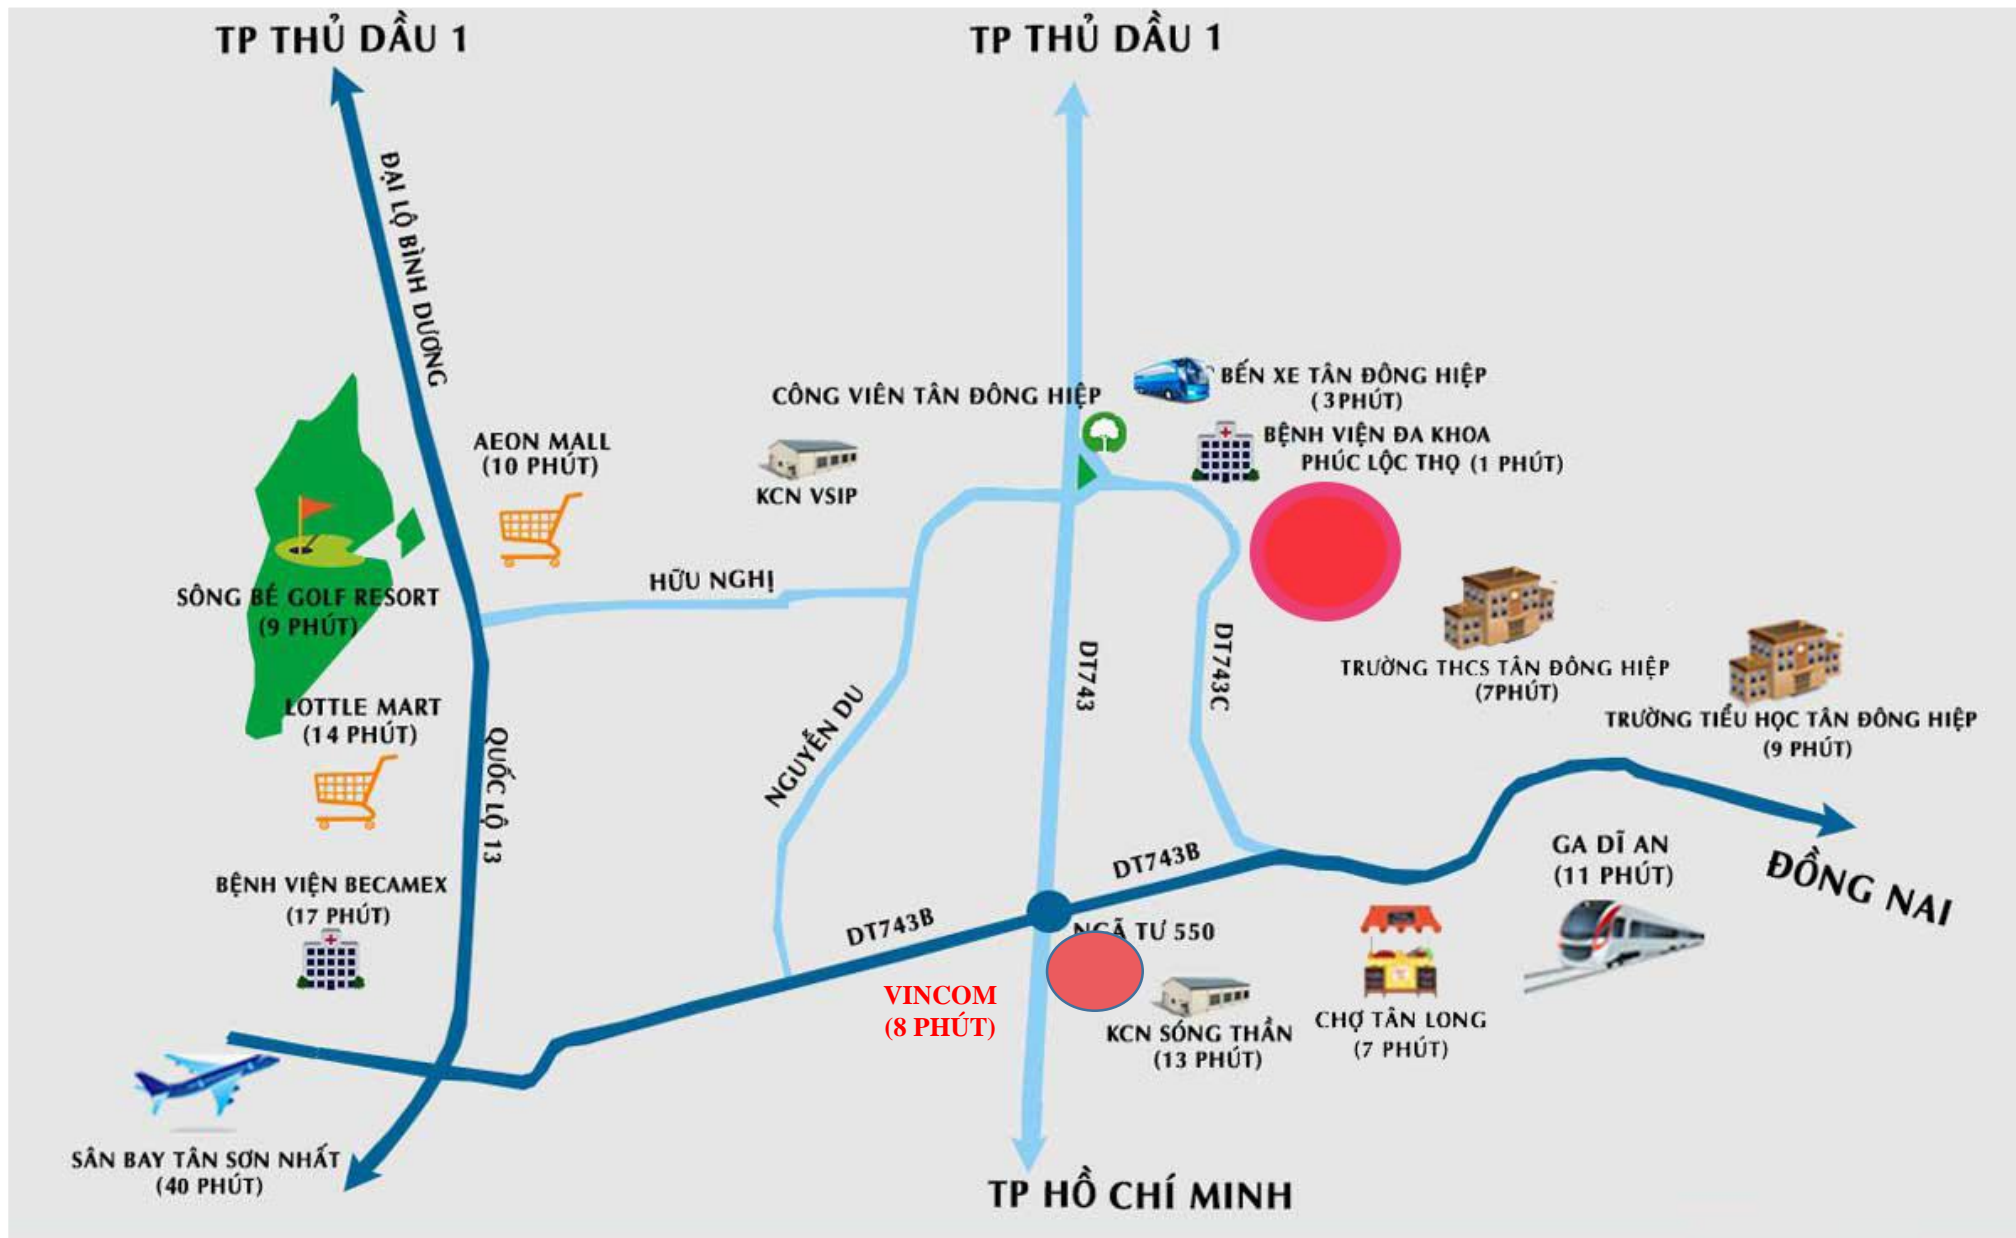 TP THỦ DẦU 1
TP THỦ DẦU 1
ĐẠI LỘ BÌNH DƯƠNG
BẾN XE TÂN ĐÔNG HIỆP
(3PHÚT)
CÔNG VIÊN TÂN ĐÔNG HIỆP
BỆNH VIỆN ĐA KHOA
PHÚC LỘC THỌ (1 PHÚT)
AEON MALL
(10 PHÚT)
KCN VSIP
HỮU NGHỊ
SÔNG BÉ GOLF RESORT
(9 PHÚT)
DT743
DT743C
TRƯỜNG THCS TÂN ĐÔNG HIỆP
(7PHÚT)
TRƯỜNG TIỂU HỌC TÂN ĐÔNG HIỆP
(9 PHÚT)
LOTTLE MART
(14 PHÚT)
NGUYỄN DU
QUỐC LỘ 13
BỆNH VIỆN BECAMEX
(17 PHÚT)
DT743B
DT743B
GA DĨ AN
(11 PHÚT)
ĐỒNG NAI
NGÃ TƯ 550
VINCOM
(8 PHÚT)
KCN SÓNG THẦN
(13 PHÚT)
CHỢ TÂN LONG
(7 PHÚT)
SÂN BAY TÂN SƠN NHẤT
(40 PHÚT)
TP HỒ CHÍ MINH